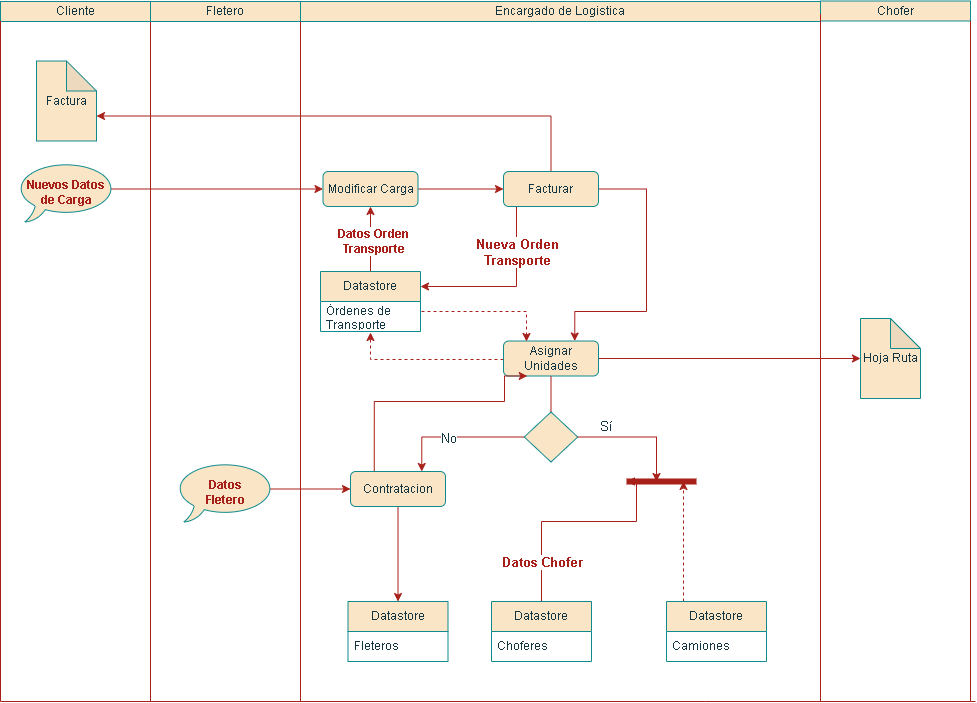 Cliente
Fletero
Encargado de Logistica
Chofer
Factura
Nuevos Datos
de Carga
Modificar Carga
Facturar
Datos Orden
Transporte
Nueva Orden
Transporte
Datastore
Órdenes de
Transporte
Asignar
Unidades
Hoja Ruta
No
Sí
Datos
Fletero
Contratacion
Datos Chofer
Datastore
Fleteros
Datastore
Choferes
Datastore
Camiones